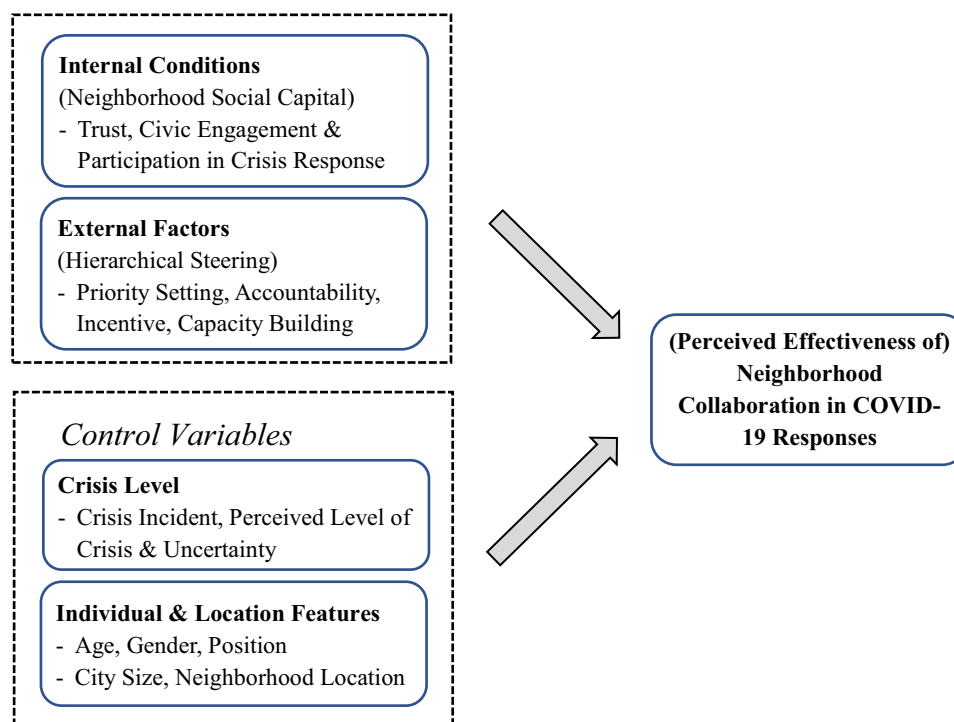 Internal Conditions
(Neighborhood Social Capital)
- Trust, Civic Engagement &
Participation in Crisis Response
External Factors
(Hierarchical Steering)
- Priority Setting, Accountability,
Incentive, Capacity Building
(Perceived Effectiveness of)
Neighborhood
Collaboration in COVID-
19 Responses
Control Variables
Crisis Level
- Crisis Incident, Perceived Level of
Crisis & Uncertainty
Individual & Location Features
- Age, Gender, Position
- City Size, Neighborhood Location